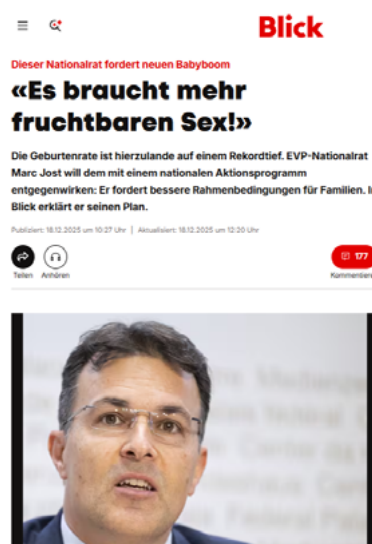 Blick
Dieser Nationalrat fordert neuen Babyboom
«Es braucht mehr
fruchtbaren Sex!»
Die Geburtenrate ist hierzulande auf einem Rekordtief. EVP-Nationalrat
Marc Jost will dem mit einem nationalen Aktionsprogramm
entgegenwirken: Er fordert bessere Rahmenbedingungen für Familien. I
Blick erklärt er seinen Plan.
Publiziert: 18.12.2025 um 10:27 Uhr | Aktualisiert: 18.12.2025 um 12:20 Uhr
177
Teilen Anhören Kommentiere